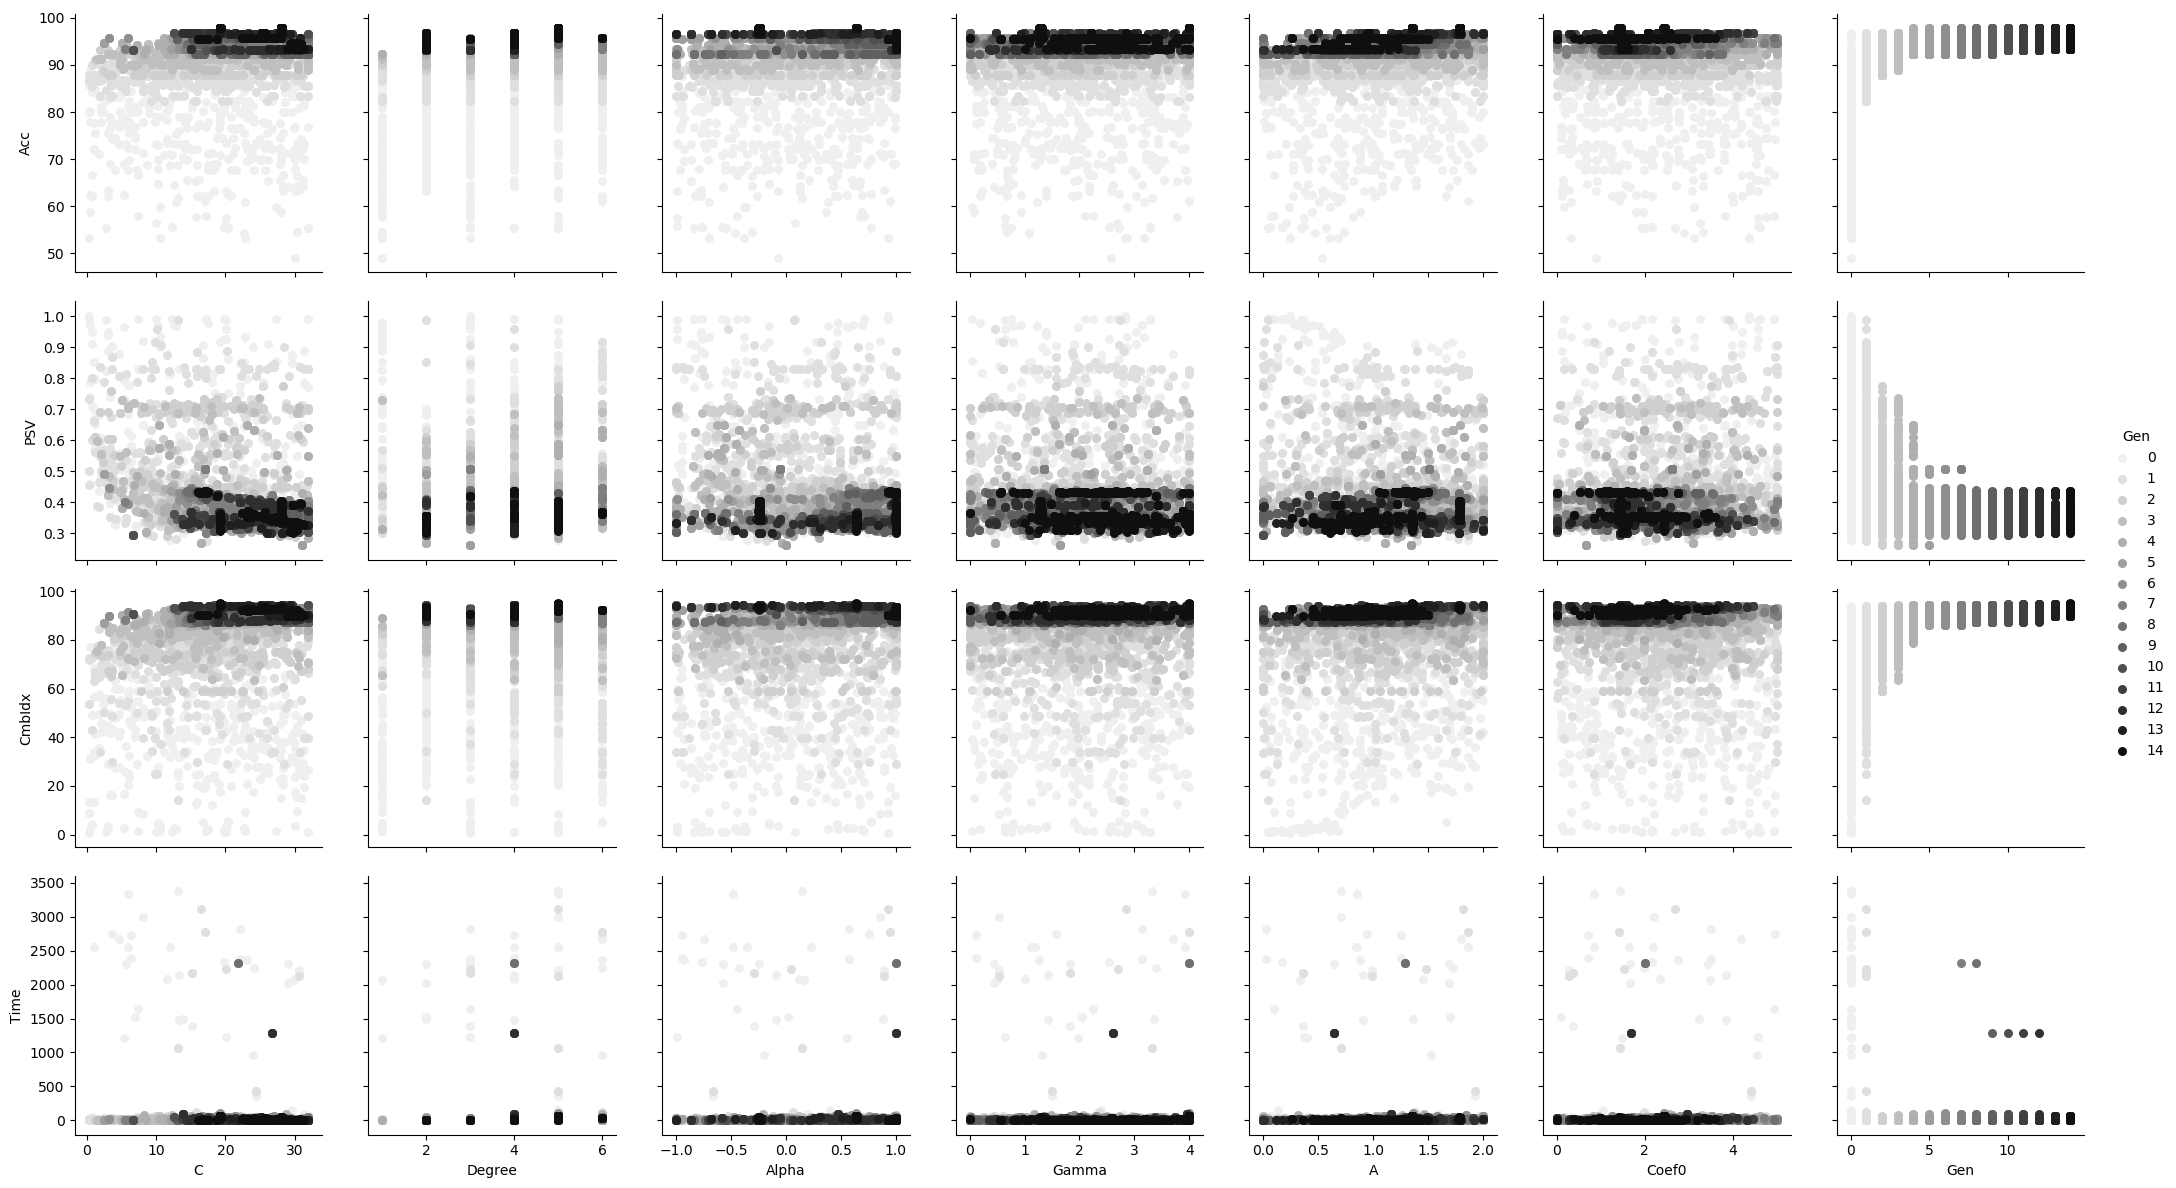 100
90
80
70
60
50
Acc
1.0
0.9
0.8
0.7
0.6
0.5
0.4
0.3
PSV
100
80
60
40
20
0
CmbIdx
3500
3000
2500
2000
1500
1000
500
0
Time
0 10 20 30
C
2 4 6
Degree
−1.0 −0.5 0.0 0.5 1.0
Alpha
0 1 2 3 4
Gamma
0.0 0.5 1.0 1.5 2.0
A
0 2 4
Coef0
0 5 10
Gen
Gen
0
1
2
3
4
5
6
7
8
9
10
11
12
13
14